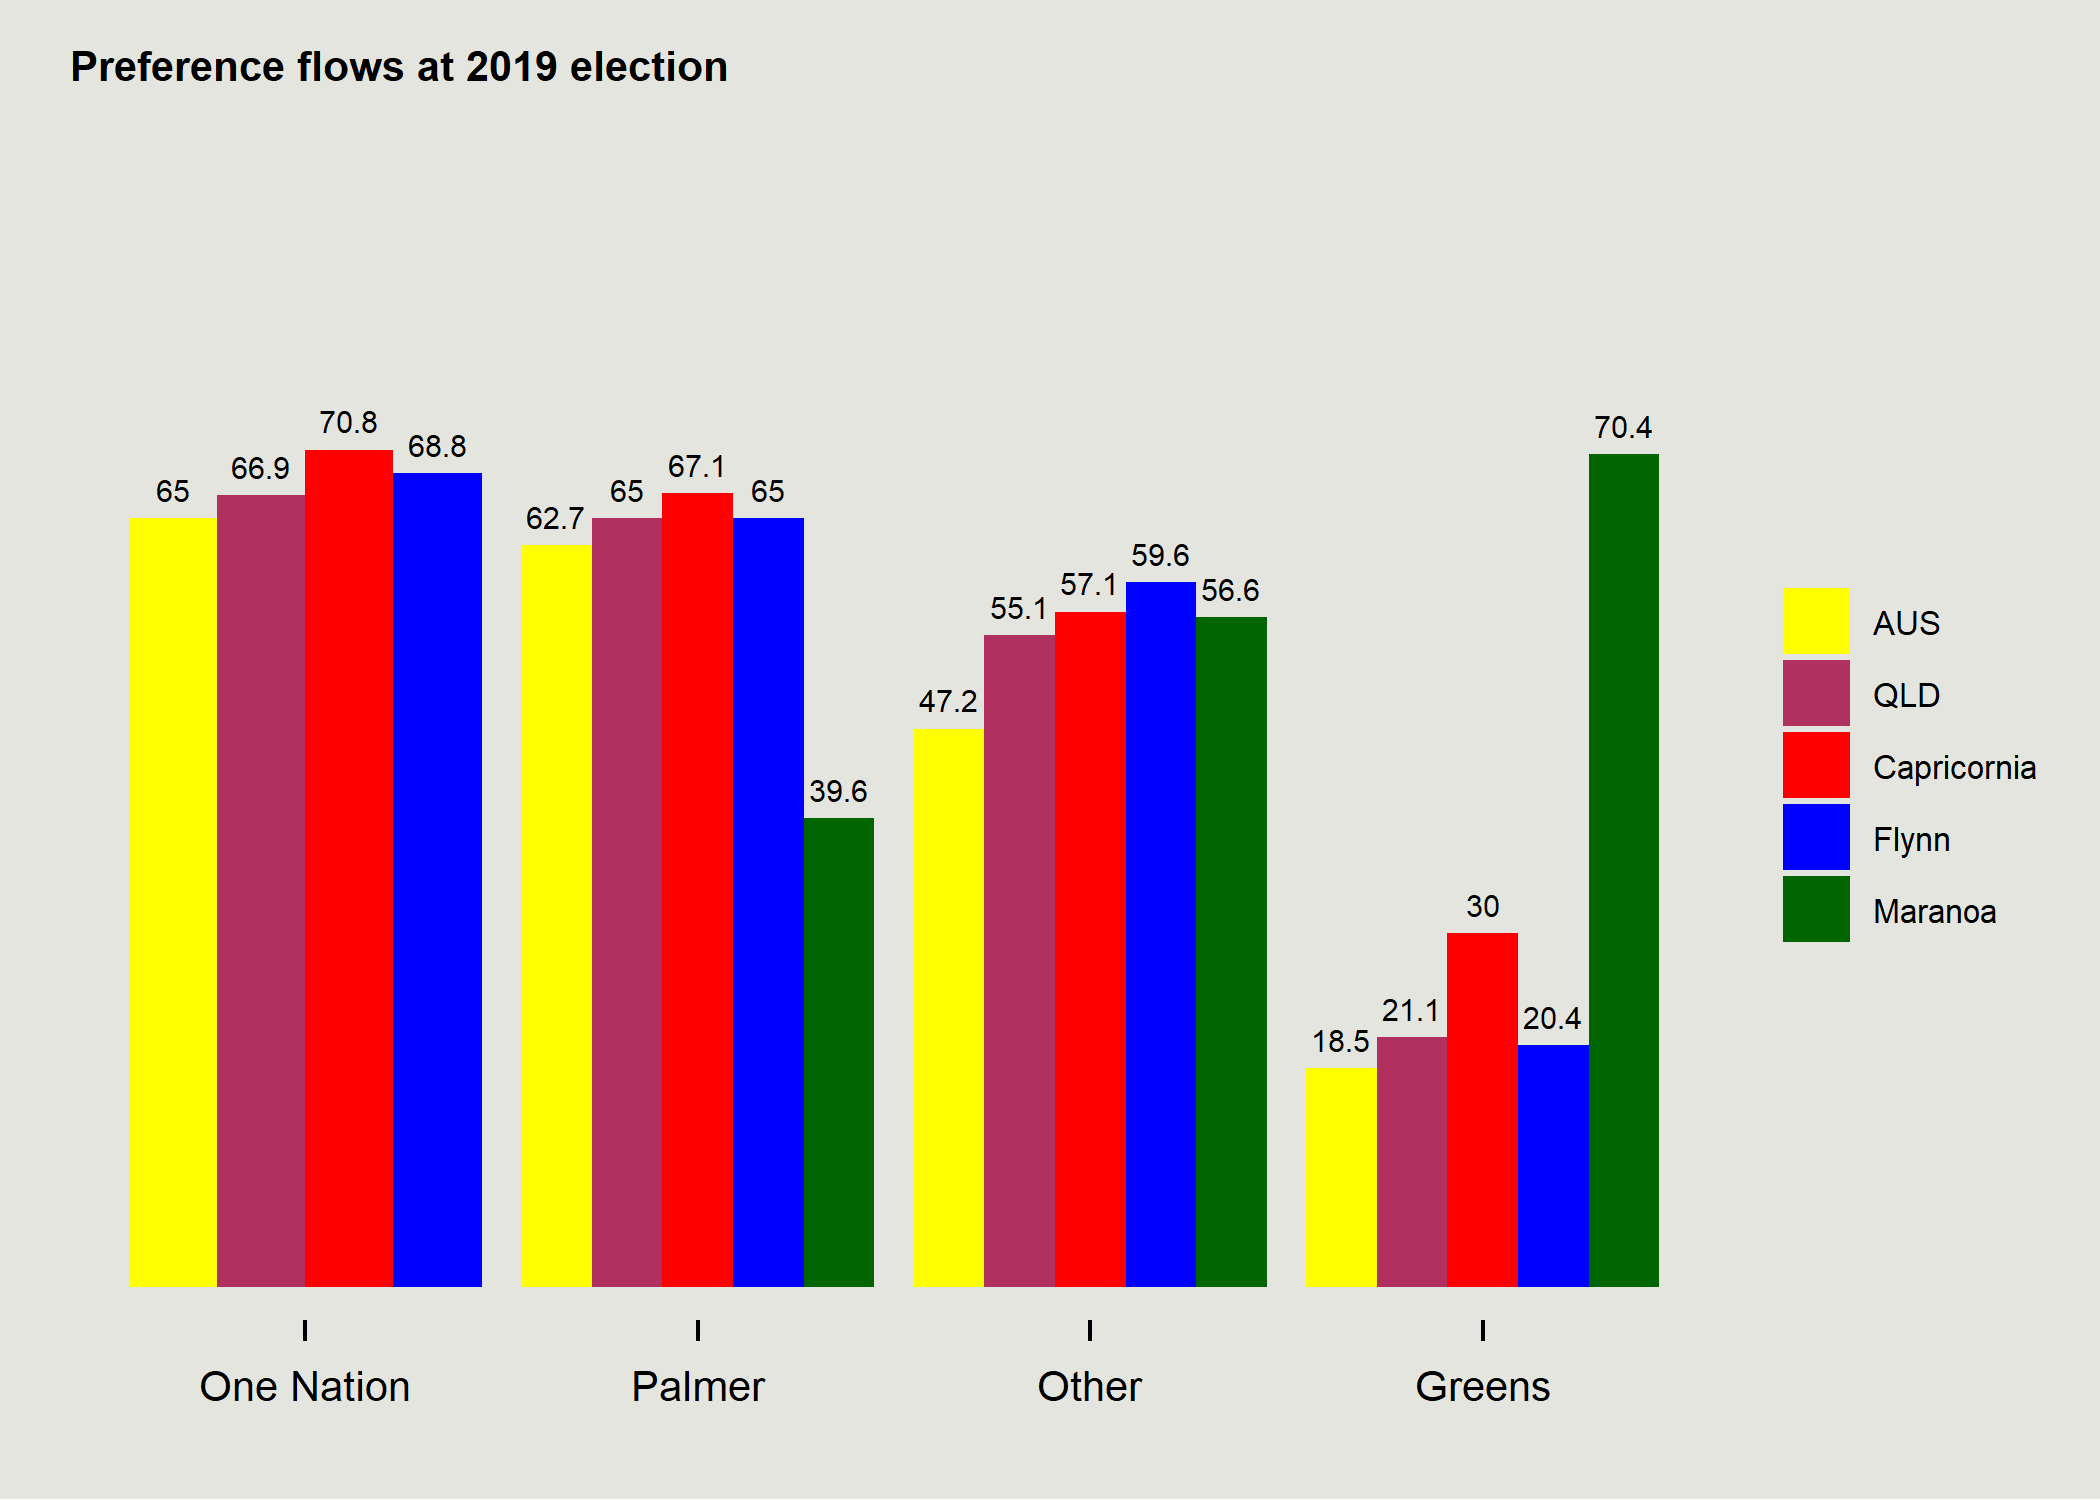 Preference flows at 2019 election
65
66.9
70.8
68.8
62.7
65
67.1
65
39.6
47.2
55.1
57.1
59.6
56.6
18.5
21.1
30
20.4
70.4
AUS
QLD
Capricornia
Flynn
Maranoa
One Nation
Palmer
Other
Greens